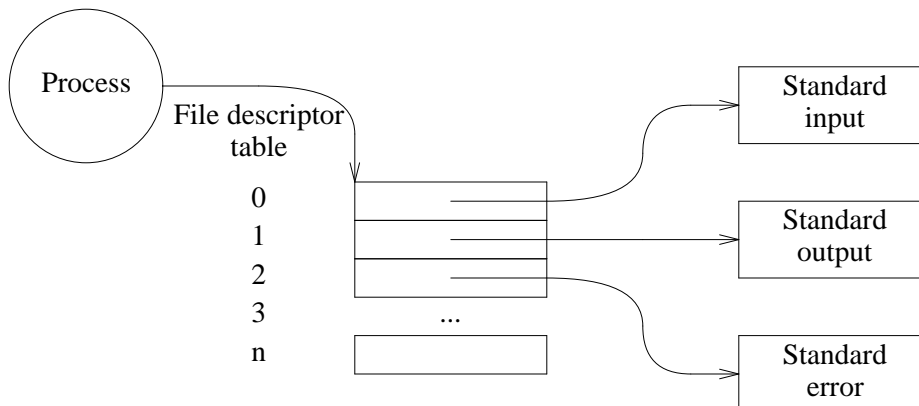 Process
File descriptor
table
0
1
2
3
...
n
Standard
input
Standard
output
Standard
error